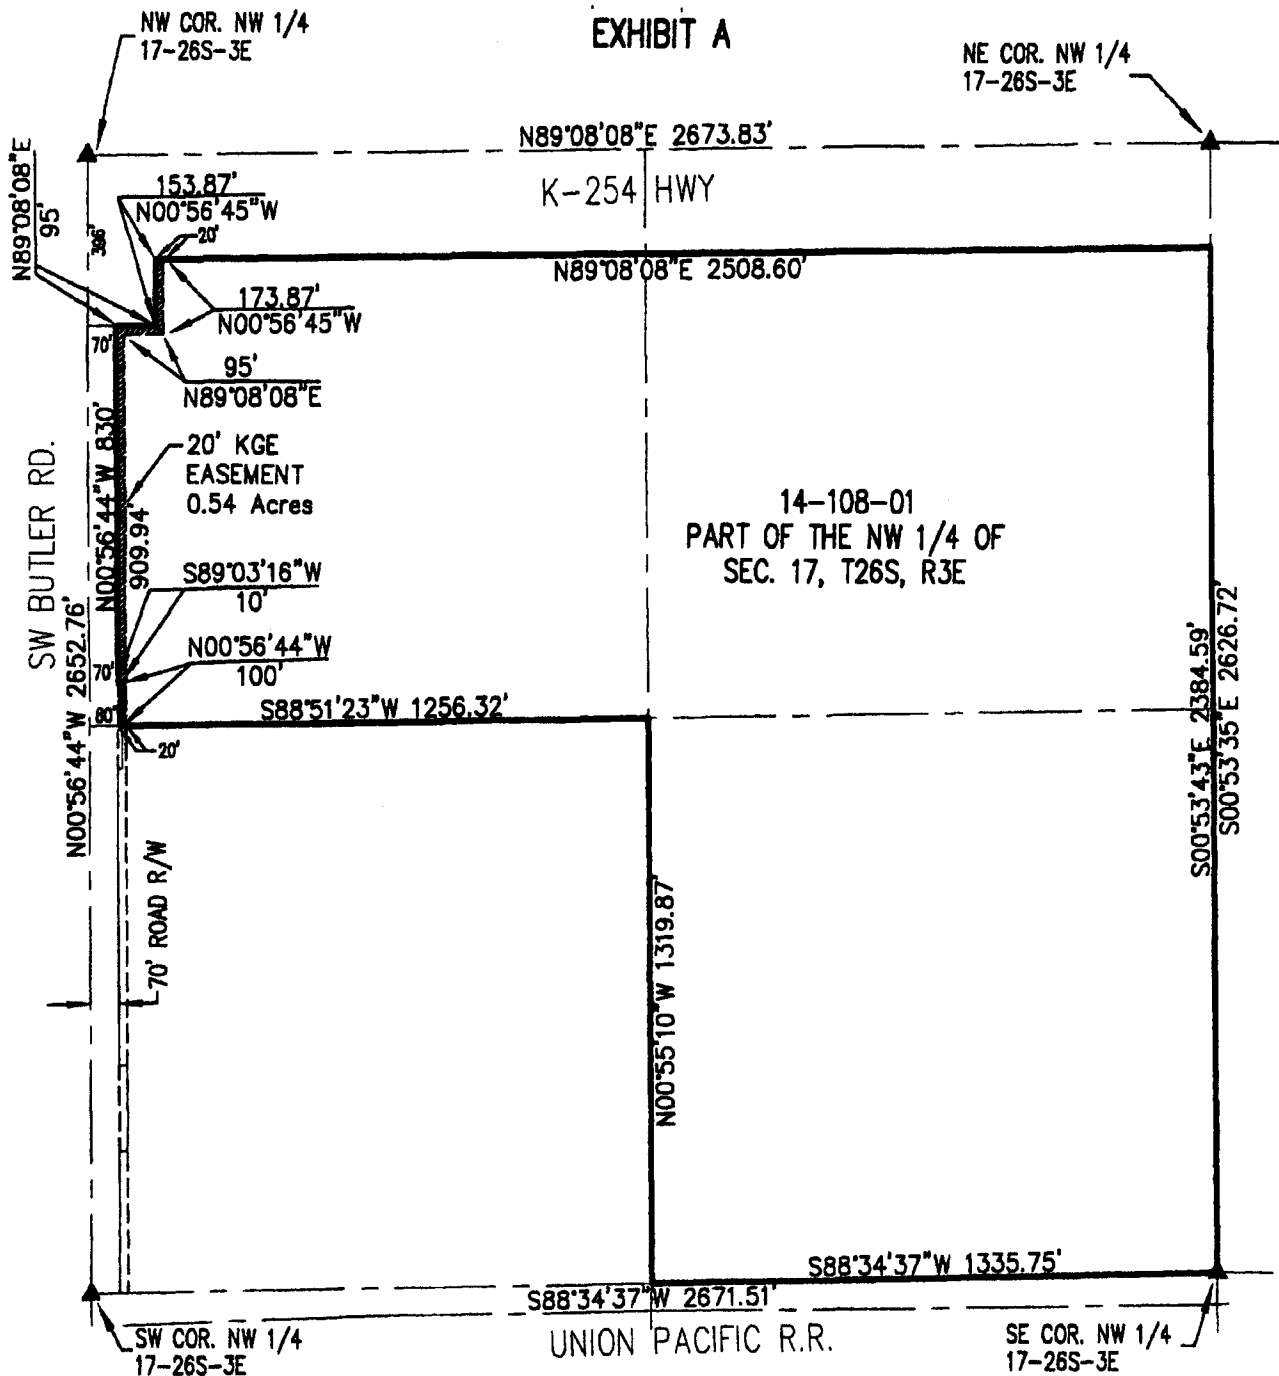 EXHIBIT A
NW COR. NW 1/4
17-26S-3E
NE COR. NW 1/4
17-26S-3E
N89°08'08"E 2673.83'
K-254 HWY
N89°08'08"E
95'
396'
153.87'
N00°56'45"W
20'
N89°08'08"E 2508.60'
173.87'
N00°56'45"W
70'
95'
N89°08'08"E
SW BUTLER RD.
N00°56'44"W 2652.76'
N00°56'44"W 830'
909.94'
20' KGE
EASEMENT
0.54 Acres
14-108-01
PART OF THE NW 1/4 OF
SEC. 17, T26S, R3E
S89°03'16"W
10'
N00°56'44"W
100'
70'
80'
S88°51'23"W 1256.32'
20'
S00°53'43"E 2384.59'
S00°53'35"E 2626.72'
70' ROAD R/W
N00°55'10"W 1319.87'
S88°34'37"W 1335.75'
S88°34'37"W 2671.51'
UNION PACIFIC R.R.
SW COR. NW 1/4
17-26S-3E
SE COR. NW 1/4
17-26S-3E